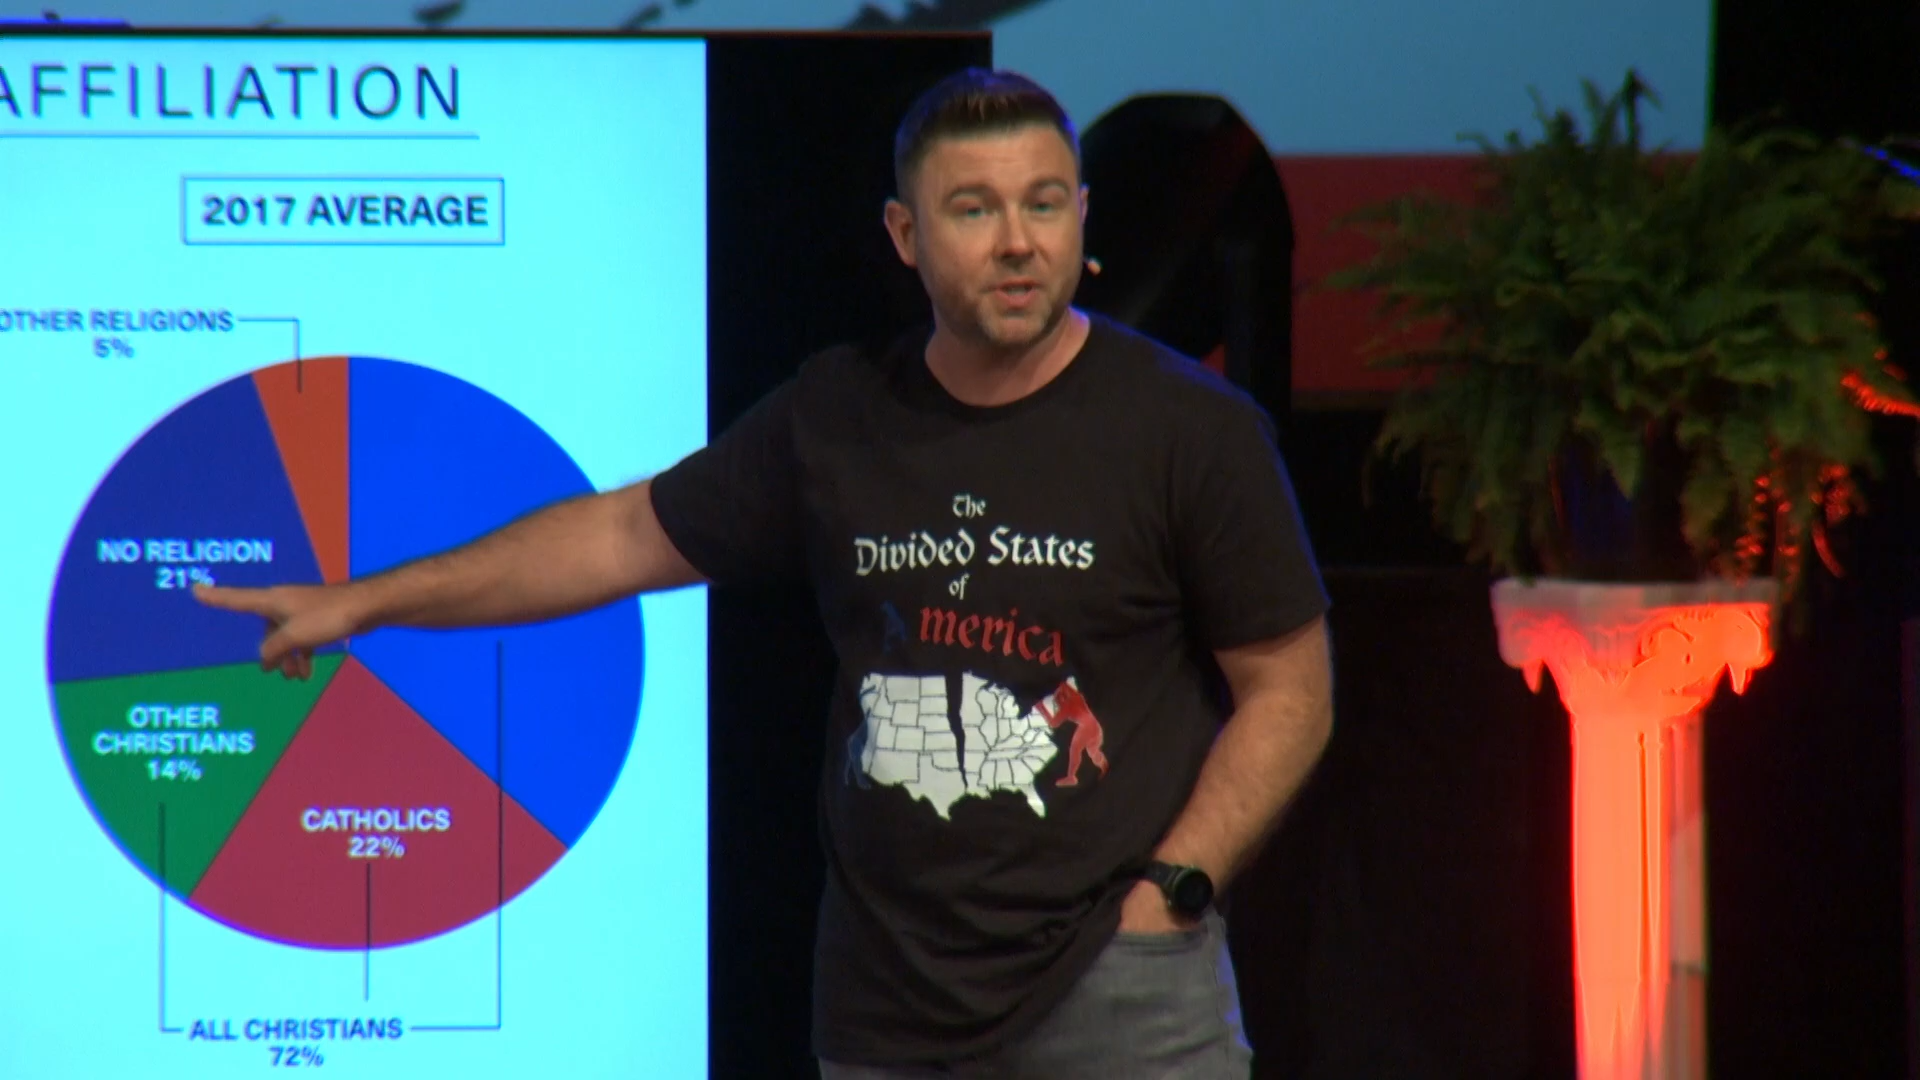 AFFILIATION
2017 AVERAGE
OTHER RELIGIONS
5%
NO RELIGION
21%
OTHER
CHRISTIANS
14%
CATHOLICS
22%
ALL CHRISTIANS
72%
The
Divided States
of
America